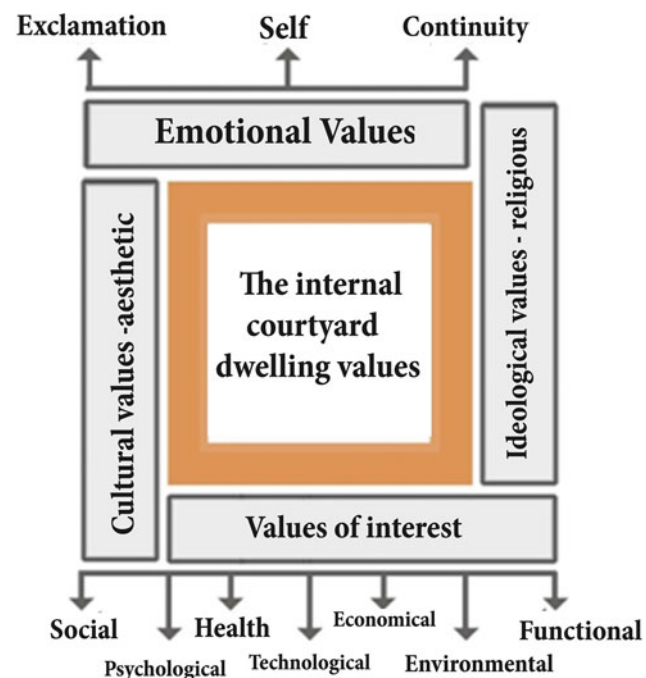 Exclamation Self Continuity
Emotional Values
Cultural values -aesthetic
Ideological values - religious
The internal
courtyard
dwelling values
Values of interest
Social Psychological Health Technological Economical Environmental Functional